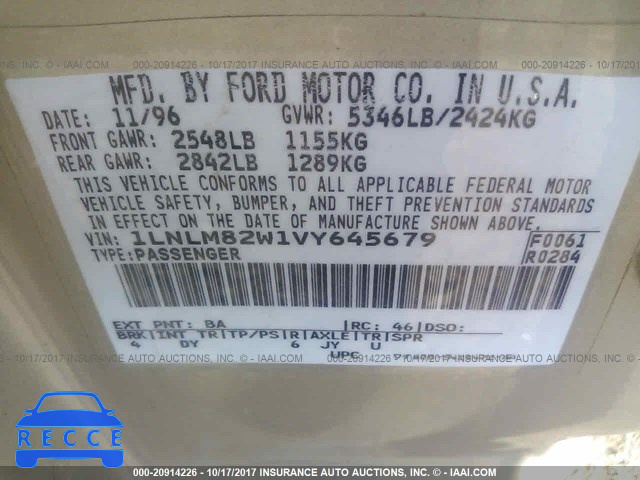 000-20914226 - 10/17/2017 INSURANCE AUTO AUCTIONS, INC. - © IAAI.COM
MFD. BY FORD MOTOR CO. IN U.S.A.
DATE: 11/96 GVWR: 5346LB/2424KG
FRONT GAWR: 2548LB 1155KG
REAR GAWR: 2842LB 1289KG
THIS VEHICLE CONFORMS TO ALL APPLICABLE FEDERAL MOTOR
VEHICLE SAFETY, BUMPER, AND THEFT PREVENTION STANDARDS
IN EFFECT ON THE DATE OF MANUFACTURE SHOWN ABOVE.
VIN: 1LNLM82W1VY645679 F0061
TYPE: PASSENGER R0284
EXT PNT: BA |RC: 46|DSO:
BRK|INT TR|TP/PS|R|AXLE|TR|SPR
4 DY 6 JY U
UPC
RECCE
000-20914226 - 10/17/2017 INSURANCE AUTO AUCTIONS, INC. - © IAAI.COM